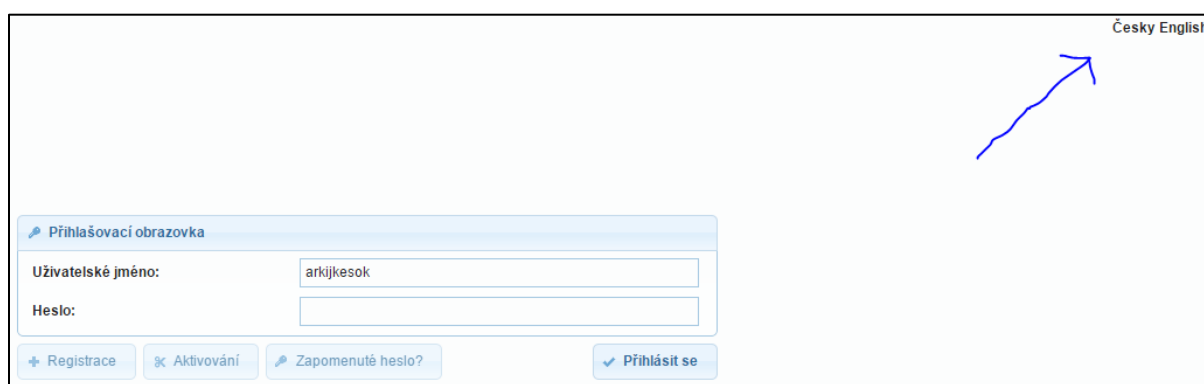 Česky English
Přihlašovací obrazovka
Uživatelské jméno: arkijkesok
Heslo:
Registrace Aktivování Zapomenuté heslo? Přihlásit se